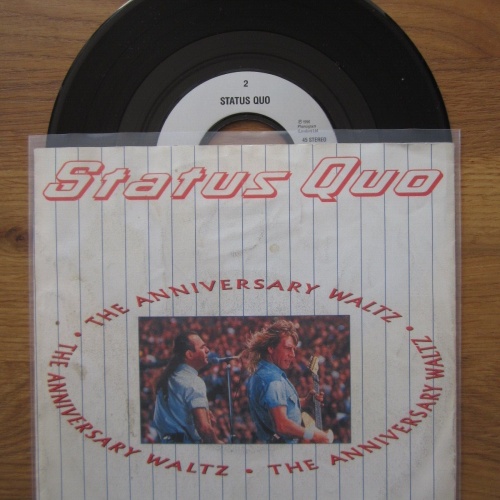 2
STATUS QUO
45 STEREO
Status Quo
THE ANNIVERSARY WALTZ • THE ANNIVERSARY WALTZ • THE ANNIVERSARY WALTZ •